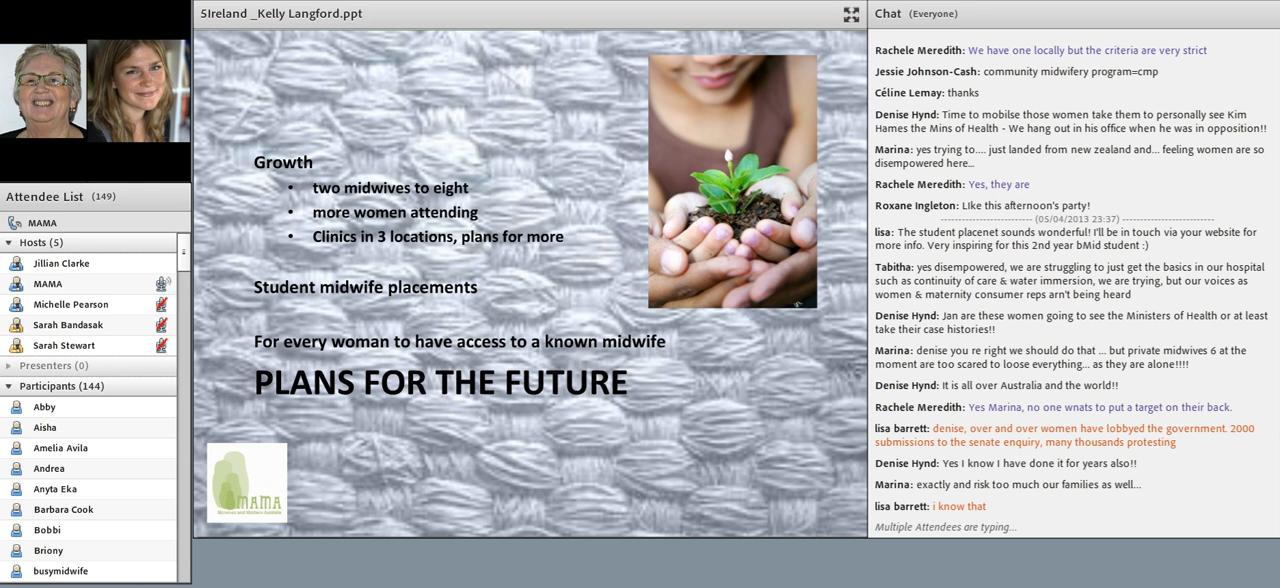 5Ireland _Kelly Langford.ppt
Attendee List (149)
MAMA
Hosts (5)
Jillian Clarke
MAMA
Michelle Pearson
Sarah Bandasak
Sarah Stewart
Presenters (0)
Participants (144)
Abby
Aisha
Amelia Avila
Andrea
Anyta Eka
Barbara Cook
Bobbi
Briony
busymidwife
Growth
• two midwives to eight
• more women attending
• Clinics in 3 locations, plans for more
Student midwife placements
For every woman to have access to a known midwife
PLANS FOR THE FUTURE
MAMA
Midwives and Mothers Australia
Chat (Everyone)
Rachele Meredith: We have one locally but the criteria are very strict
Jessie Johnson-Cash: community midwifery program=cmp
Céline Lemay: thanks
Denise Hynd: Time to mobilse those women take them to personally see Kim
Hames the Mins of Health - We hang out in his office when he was in opposition!!
Marina: yes trying to.... just landed from new zealand and... feeling women are so
disempowered here...
Rachele Meredith: Yes, they are
Roxane Ingleton: LIke this afternoon's party!
(05/04/2013 23:37)
lisa: The student placenet sounds wonderful! I'll be in touch via your website for
more info. Very inspiring for this 2nd year bMid student :)
Tabitha: yes disempowered, we are struggling to just get the basics in our hospital
such as continuity of care & water immersion, we are trying, but our voices as
women & maternity consumer reps arn't being heard
Denise Hynd: Jan are these women going to see the Ministers of Health or at least
take their case histories!!
Marina: denise you re right we should do that ... but private midwives 6 at the
moment are too scared to loose everything... as they are alone!!!!
Denise Hynd: It is all over Australia and the world!!
Rachele Meredith: Yes Marina, no one wnats to put a target on their back.
lisa barrett: denise, over and over women have lobbyed the government. 2000
submissions to the senate enquiry, many thousands protesting
Denise Hynd: Yes I know I have done it for years also!!
Marina: exactly and risk too much our families as well...
lisa barrett: i know that
Multiple Attendees are typing...